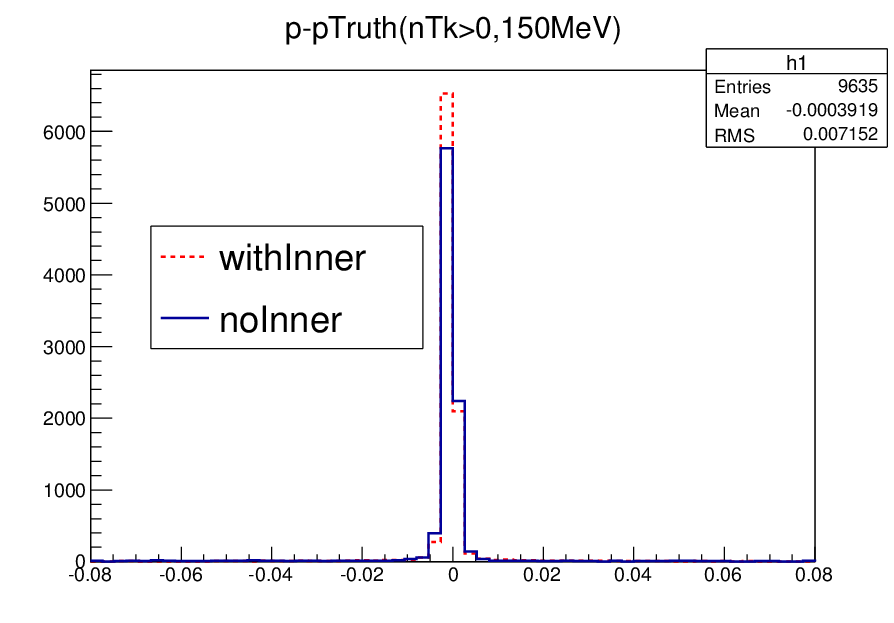 p-pTruth(nTk>0,150MeV)
h1
Entries 9635
Mean -0.0003919
RMS 0.007152
6000
5000
4000
3000
2000
1000
0
withInner
noInner
-0.08 -0.06 -0.04 -0.02 0 0.02 0.04 0.06 0.08